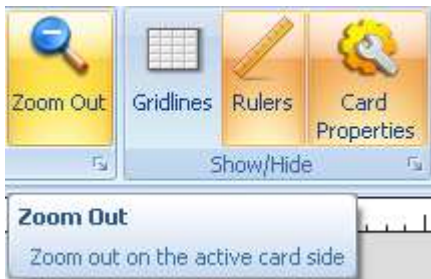 Zoom Out
Gridlines
Rulers
Card
Properties
Show/Hide
Zoom Out
Zoom out on the active card side